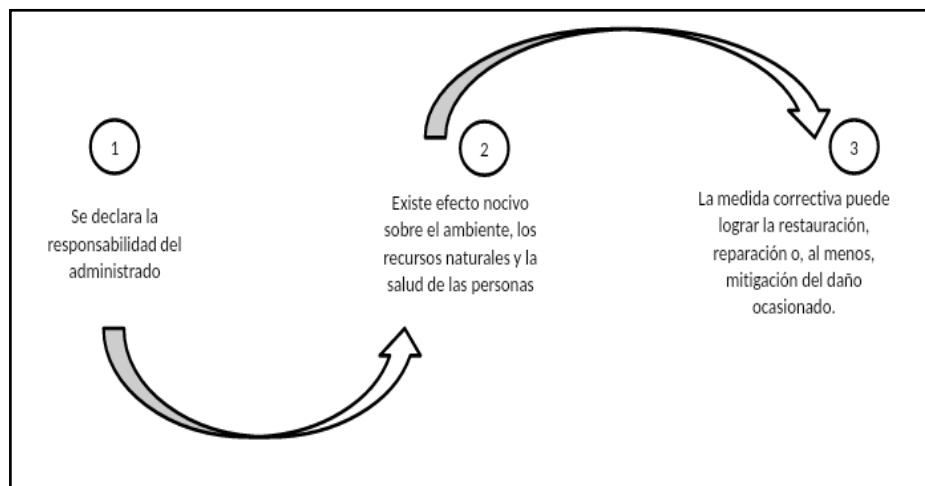 1
Se declara la
responsabilidad del
administrado
2
Existe efecto nocivo
sobre el ambiente, los
recursos naturales y la
salud de las personas
3
La medida correctiva puede
lograr la restauración,
reparación o, al menos,
mitigación del daño
ocasionado.